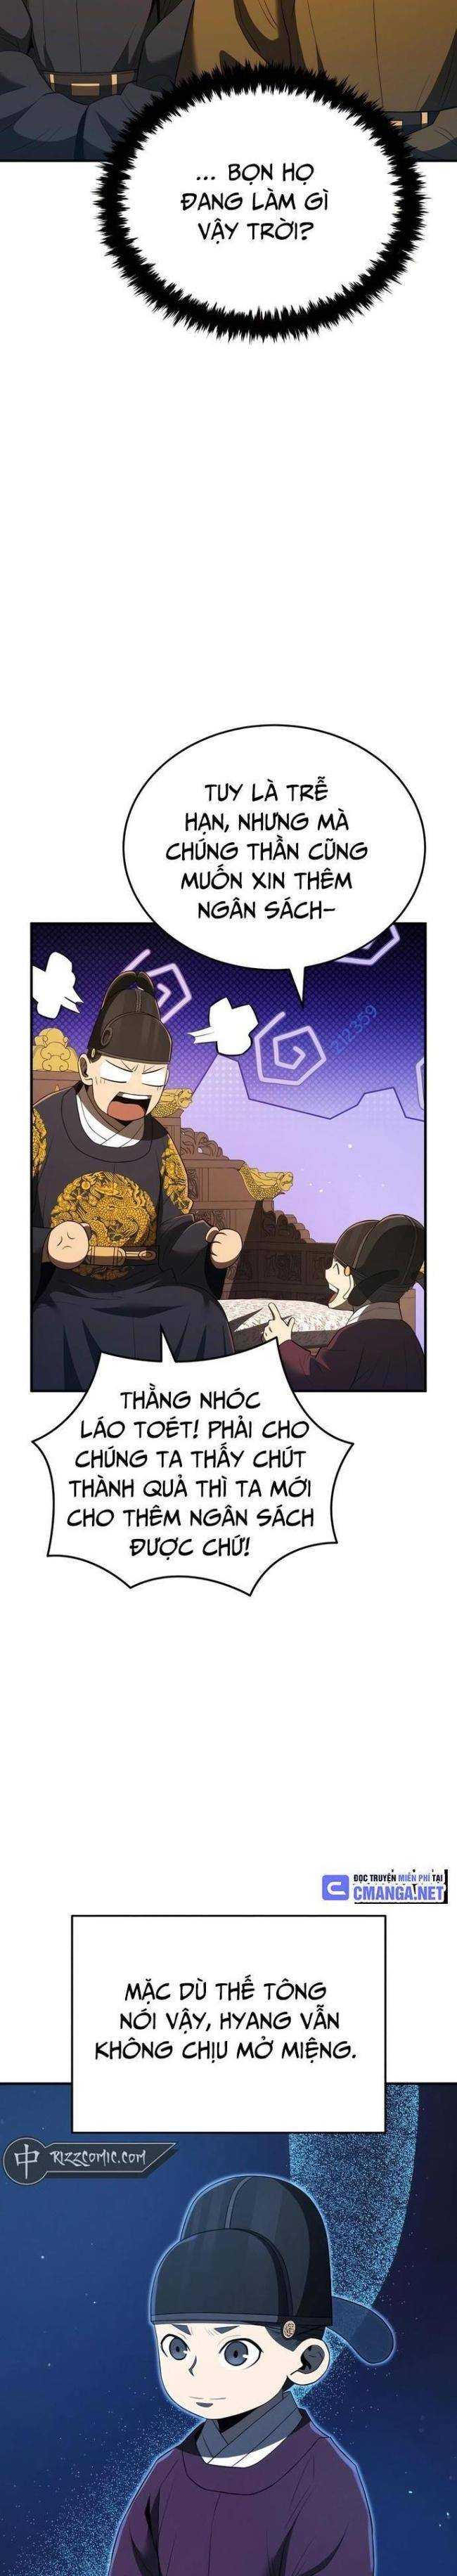 ... BỌN HỌ
ĐANG LÀM GÌ
VẬY TRỜI?
TUY LÀ TRỄ
HẠN, NHƯNG MÀ
CHÚNG THẦN CŨNG
MUỐN XIN THÊM
NGÂN SÁCH-
20359
THẰNG NHÓC
LÁO TOÉT! PHẢI CHO
CHÚNG TA THẤY CHÚT
THÀNH QUẢ THÌ TA MỚI
CHO THÊM NGÂN SÁCH
ĐƯỢC CHỨ!
ĐỌC TRUYỆN MIỄN PHÍ TẠI
CMANGA.NET
MẶC DÙ THẾ TÔNG
NÓI VẬY, HYANG VẪN
KHÔNG CHỊU MỞ MIỆNG.
中 RIZZCOMIC.COM